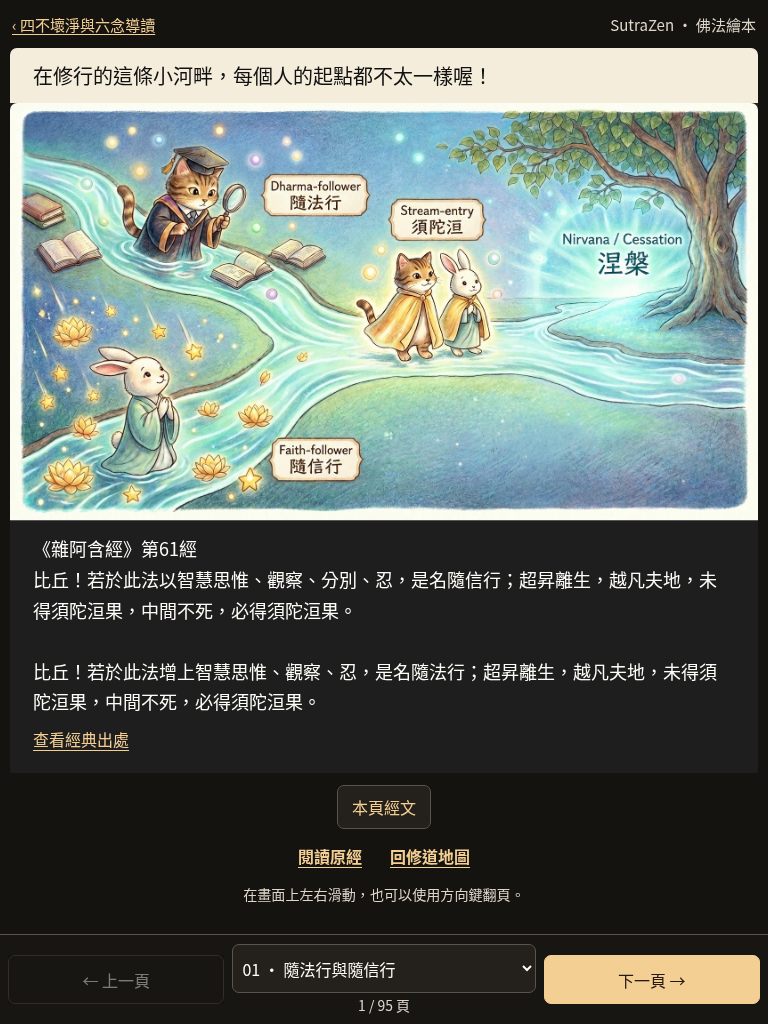 ‹ 四不壞淨與六念導讀
SutraZen · 佛法繪本
在修行的這條小河畔，每個人的起點都不太一樣喔！
Dharma-follower
隨法行
Stream-entry
須陀洹
Nirvana / Cessation
涅槃
Faith-follower
隨信行
《雜阿含經》第61經
比丘！若於此法以智慧思惟、觀察、分別、忍，是名隨信行；超昇離生，越凡夫地，未
得須陀洹果，中間不死，必得須陀洹果。
比丘！若於此法增上智慧思惟、觀察、忍，是名隨法行；超昇離生，越凡夫地，未得須
陀洹果，中間不死，必得須陀洹果。
查看經典出處
本頁經文
閱讀原經 回修道地圖
在畫面上左右滑動，也可以使用方向鍵翻頁。
← 上一頁
01 · 隨法行與隨信行
下一頁 →
1 / 95 頁